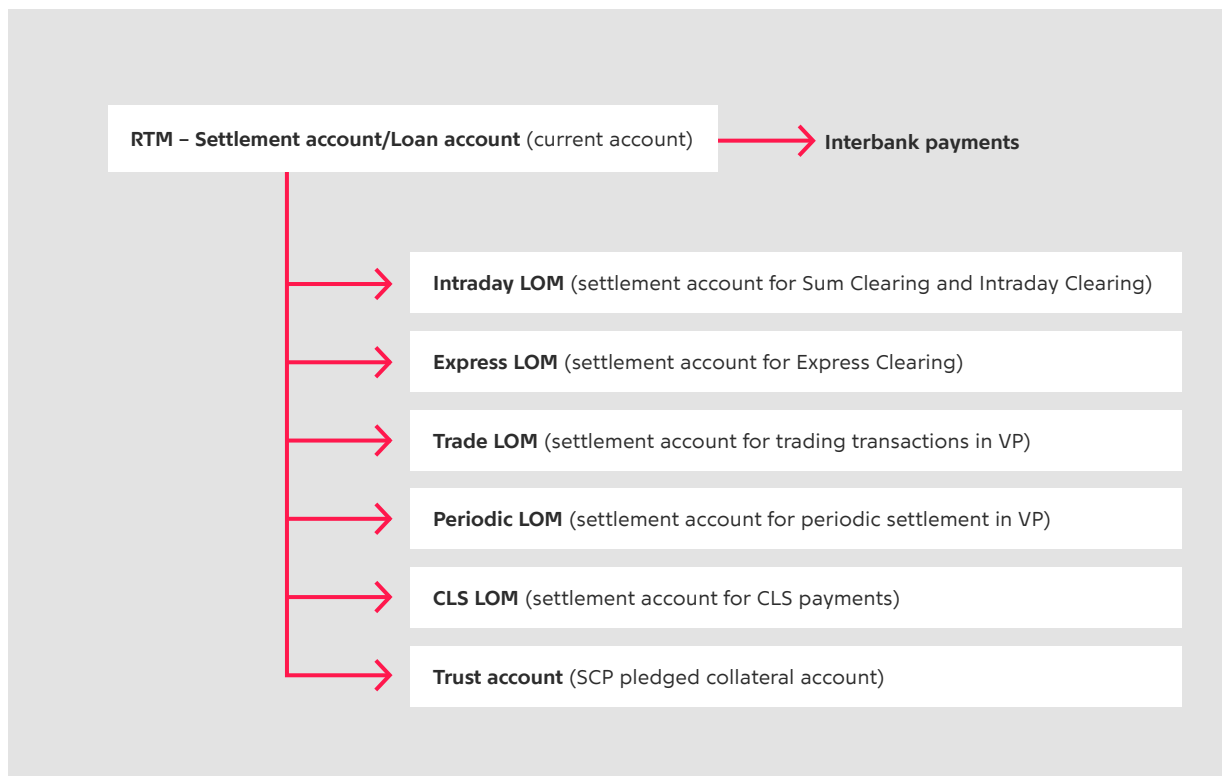 RTM – Settlement account/Loan account (current account)
Interbank payments
Intraday LOM (settlement account for Sum Clearing and Intraday Clearing)
Express LOM (settlement account for Express Clearing)
Trade LOM (settlement account for trading transactions in VP)
Periodic LOM (settlement account for periodic settlement in VP)
CLS LOM (settlement account for CLS payments)
Trust account (SCP pledged collateral account)